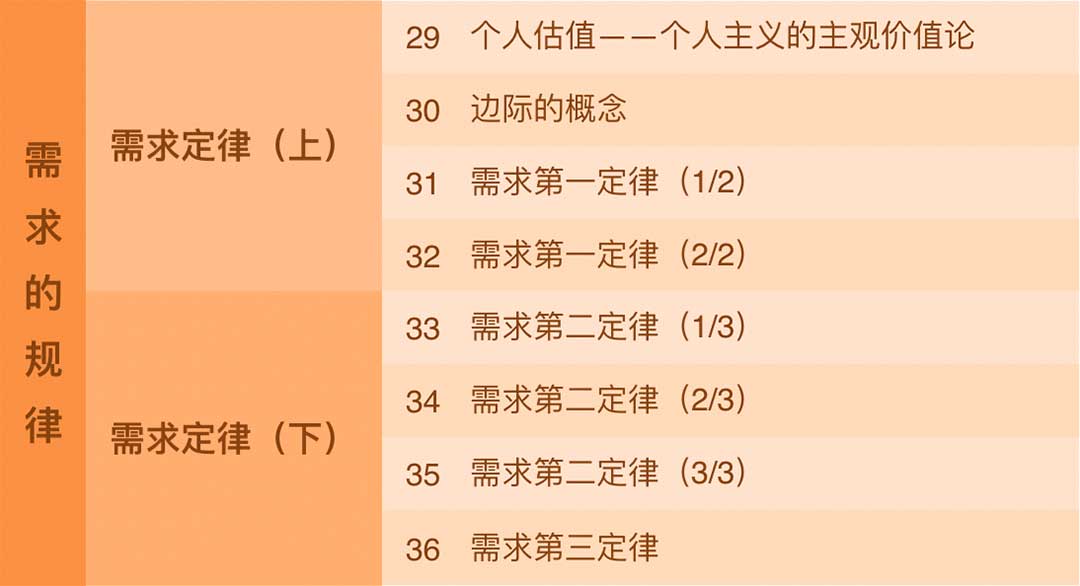 需求的规律
需求定律（上）
29 个人估值——个人主义的主观价值论
30 边际的概念
31 需求第一定律（1/2）
32 需求第一定律（2/2）
需求定律（下）
33 需求第二定律（1/3）
34 需求第二定律（2/3）
35 需求第二定律（3/3）
36 需求第三定律